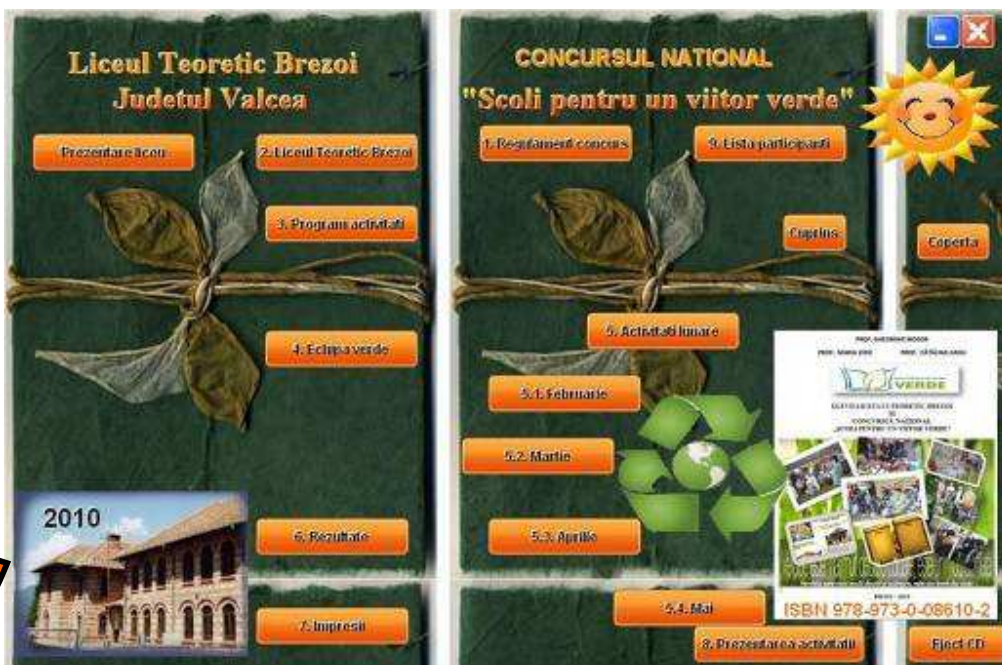 Liceul Teoretic Brezoi
Judetul Valcea
Prezentare liceu
2. Liceul Teoretic Brezoi
3. Program activitati
4. Echipa verde
2010
6. Rezultate
7. Impresii
CONCURSUL NATIONAL
"Scoli pentru un viitor verde"
1. Regulament concurs
9. Lista participanti
Cuprins
Coperta
5. Activitati lunare
5.1. Februarie
5.2. Martie
5.3. Aprilie
5.4. Mai
8. Prezentarea activitatii
VERDE
CONCURSUL NATIONAL
ISBN 978-973-0-08610-2
Eject CD